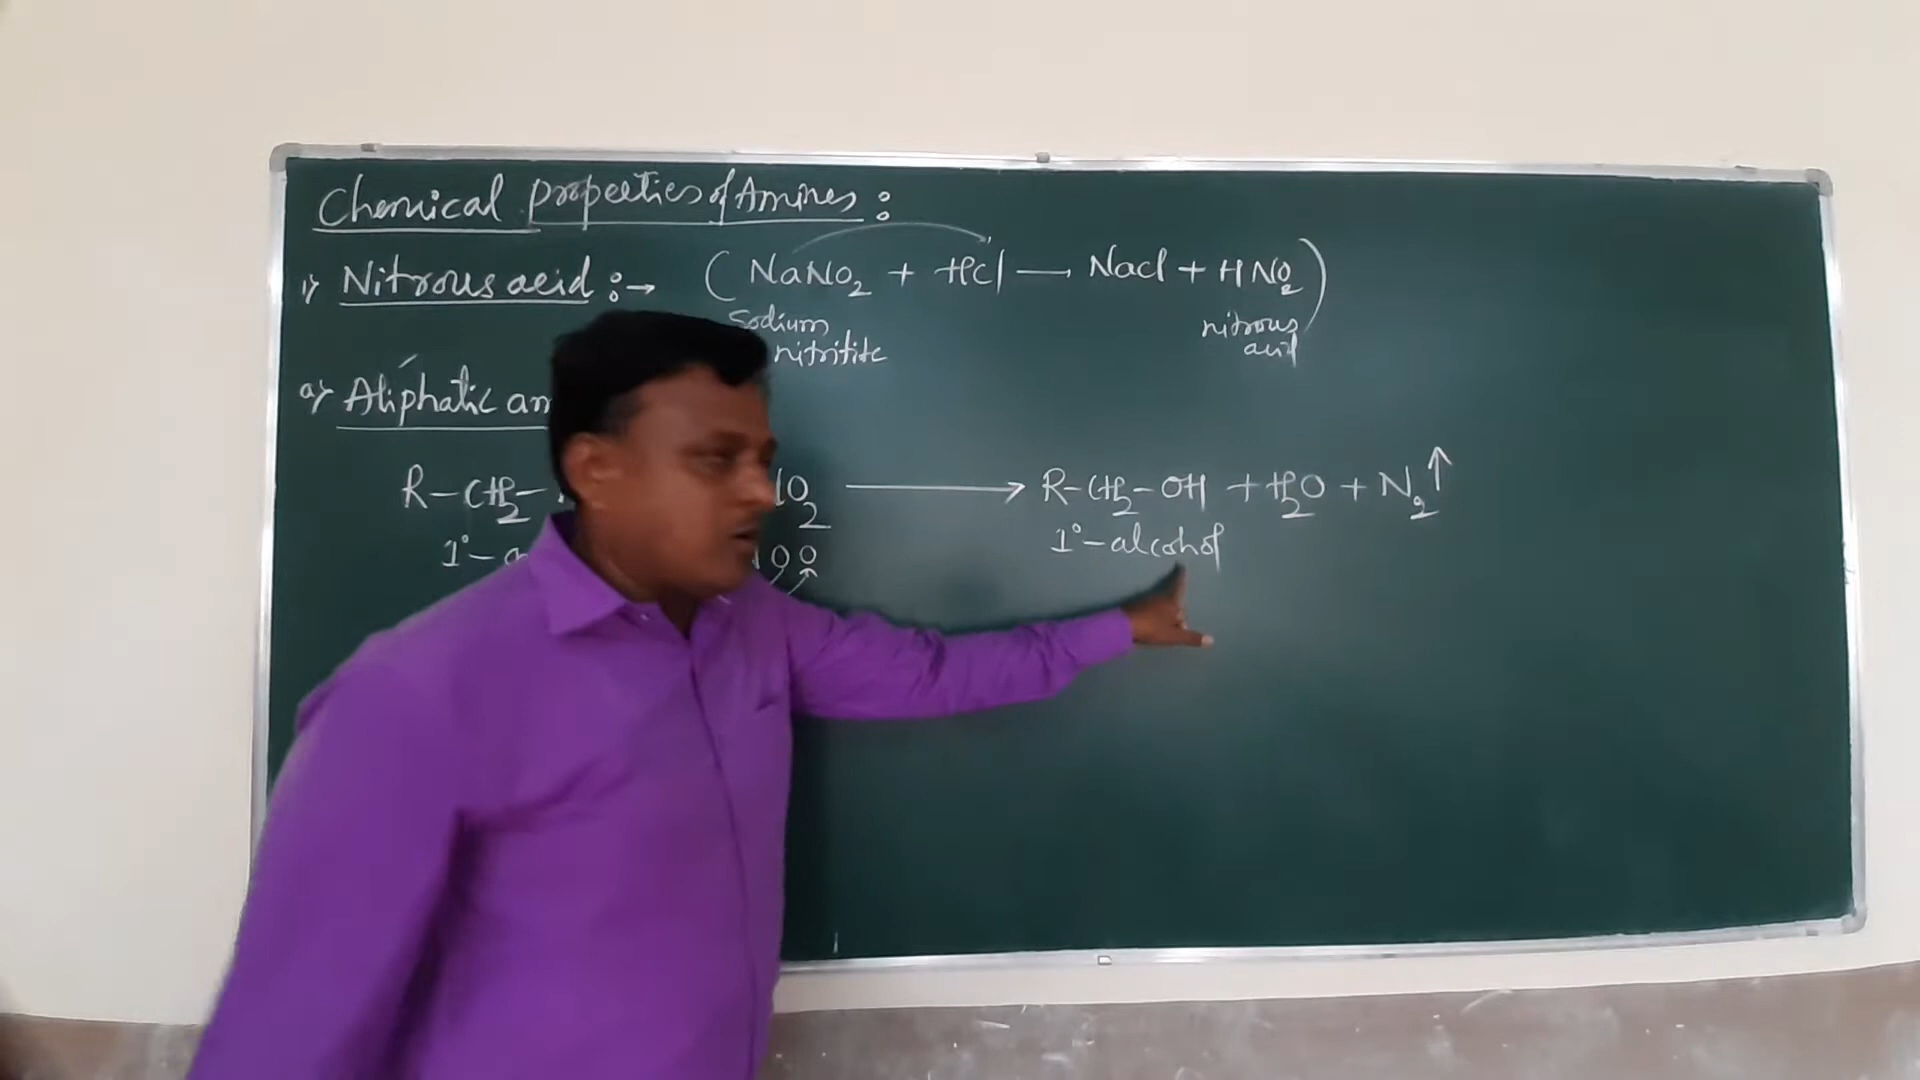 Chemical properties of Amines :
1) Nitrous acid :→ ( NaNO2 + HCl — Nacl + HNO2 )
Sodium nitritite
nitrous acid
a) Aliphatic am
R-CH2- O2 → R-CH2-OH + H2O + N2↑
1°- 1°-alcohol